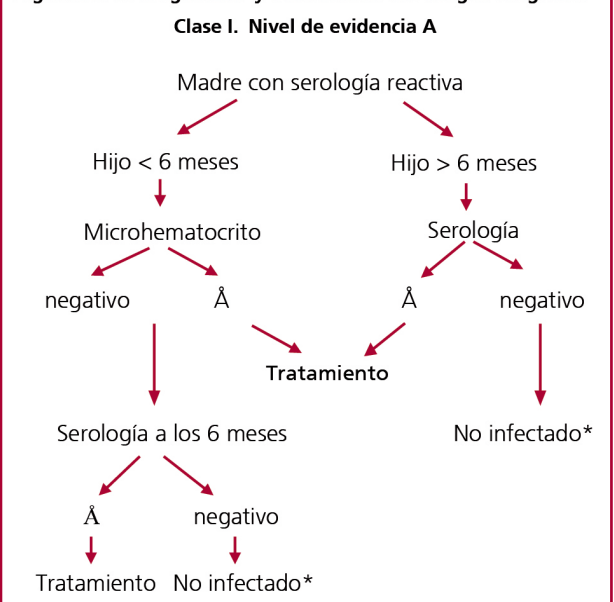 Clase I. Nivel de evidencia A
Madre con serología reactiva
Hijo < 6 meses
Hijo > 6 meses
Microhematocrito
Serología
negativo
Å
Å
negativo
Tratamiento
Serología a los 6 meses
No infectado*
Å
negativo
Tratamiento
No infectado*